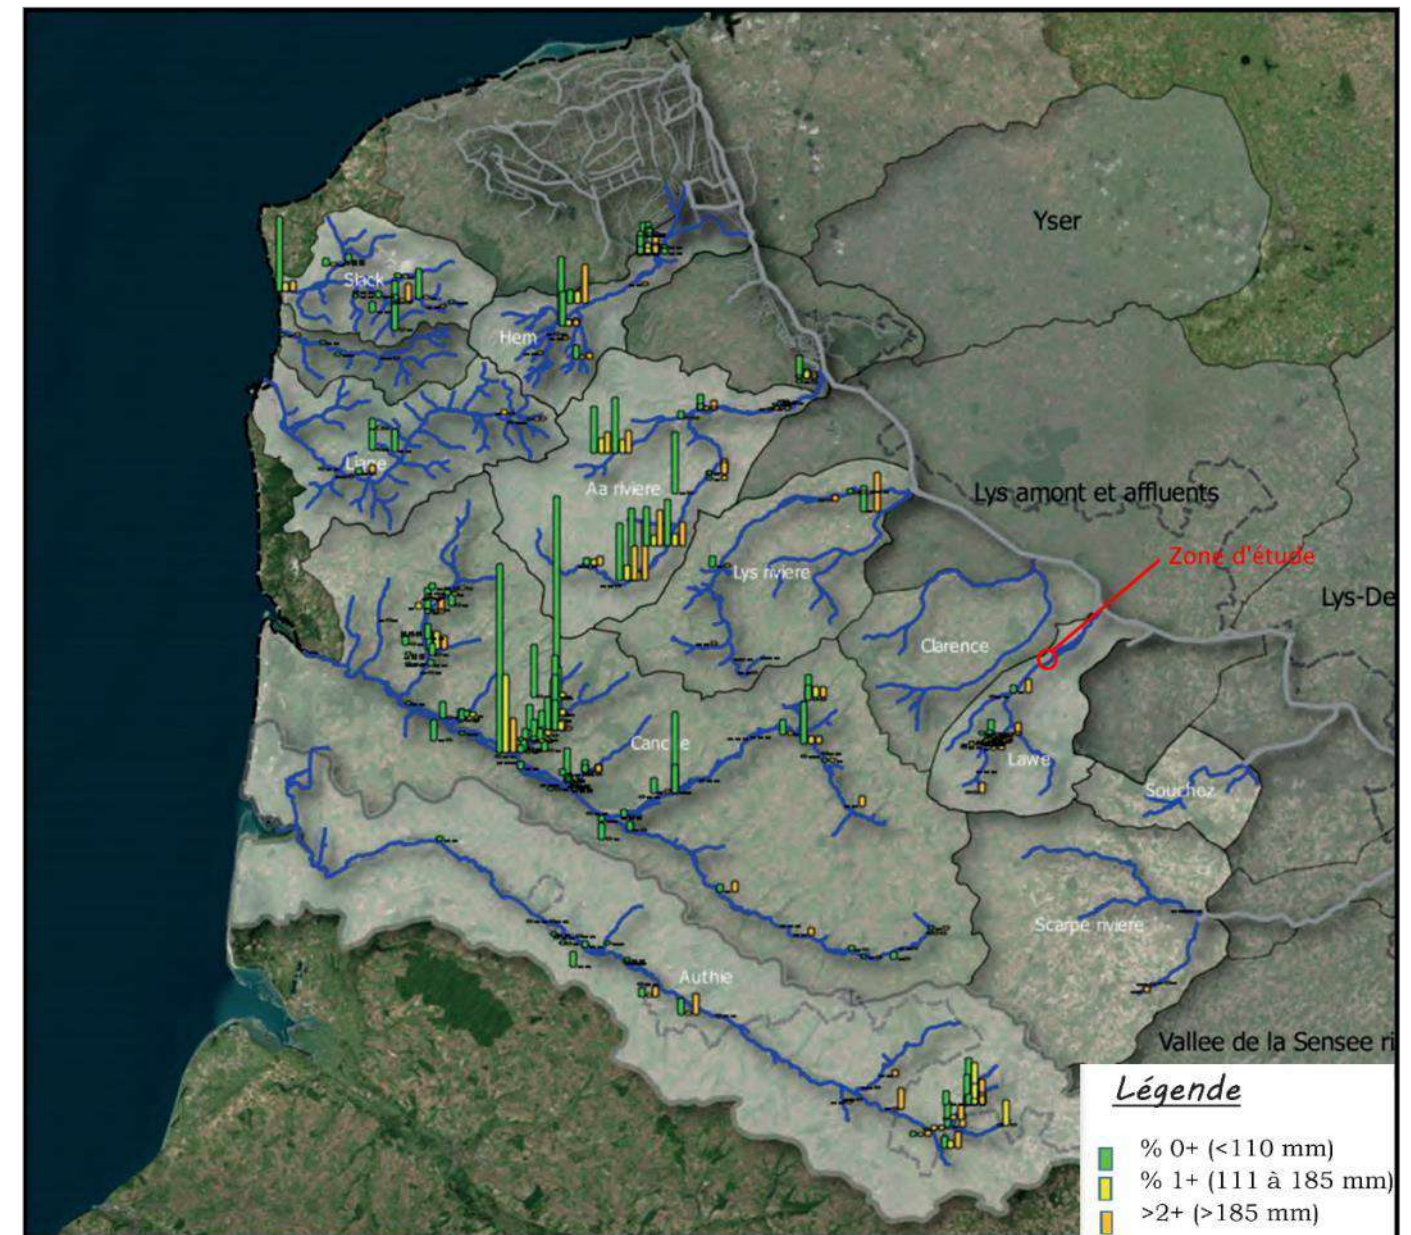 Yser
Slack
Hem
Liane
Aa riviere
Lys amont et affluents
Zone d'étude
Lys riviere
Lys-De
Clarence
Canche
Lawe
Souchez
Scarpe riviere
Authie
Vallee de la Sensee ri
Légende
% 0+ (<110 mm)
% 1+ (111 à 185 mm)
>2+ (>185 mm)